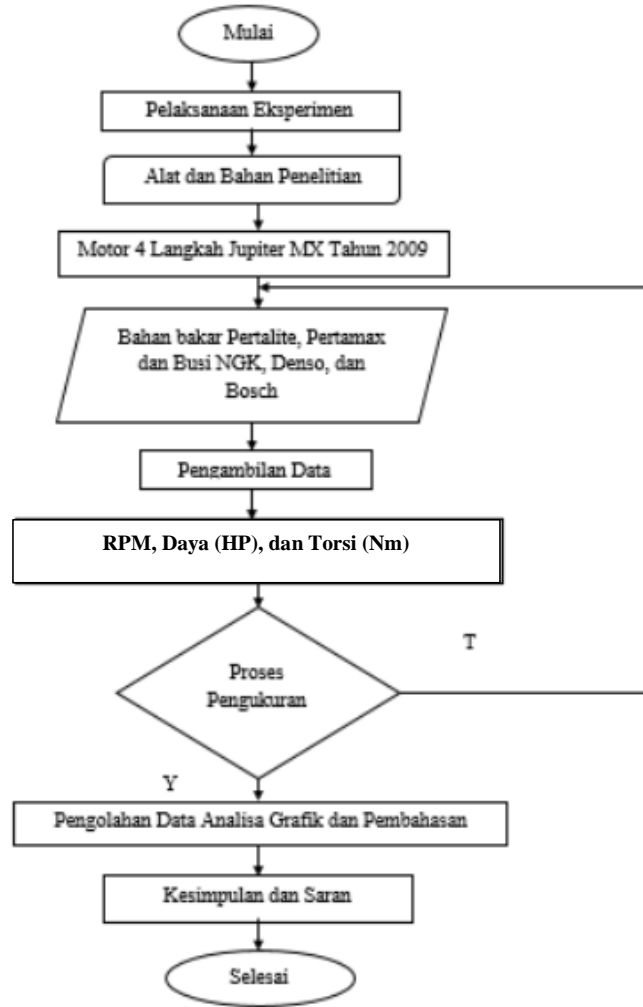 Mulai
Pelaksanaan Eksperimen
Alat dan Bahan Penelitian
Motor 4 Langkah Jupiter MX Tahun 2009
Bahan bakar Pertalite, Pertamax
dan Busi NGK, Denso, dan
Bosch
Pengambilan Data
RPM, Daya (HP), dan Torsi (Nm)
T
Proses
Pengukuran
Y
Pengolahan Data Analisa Grafik dan Pembahasan
Kesimpulan dan Saran
Selesai